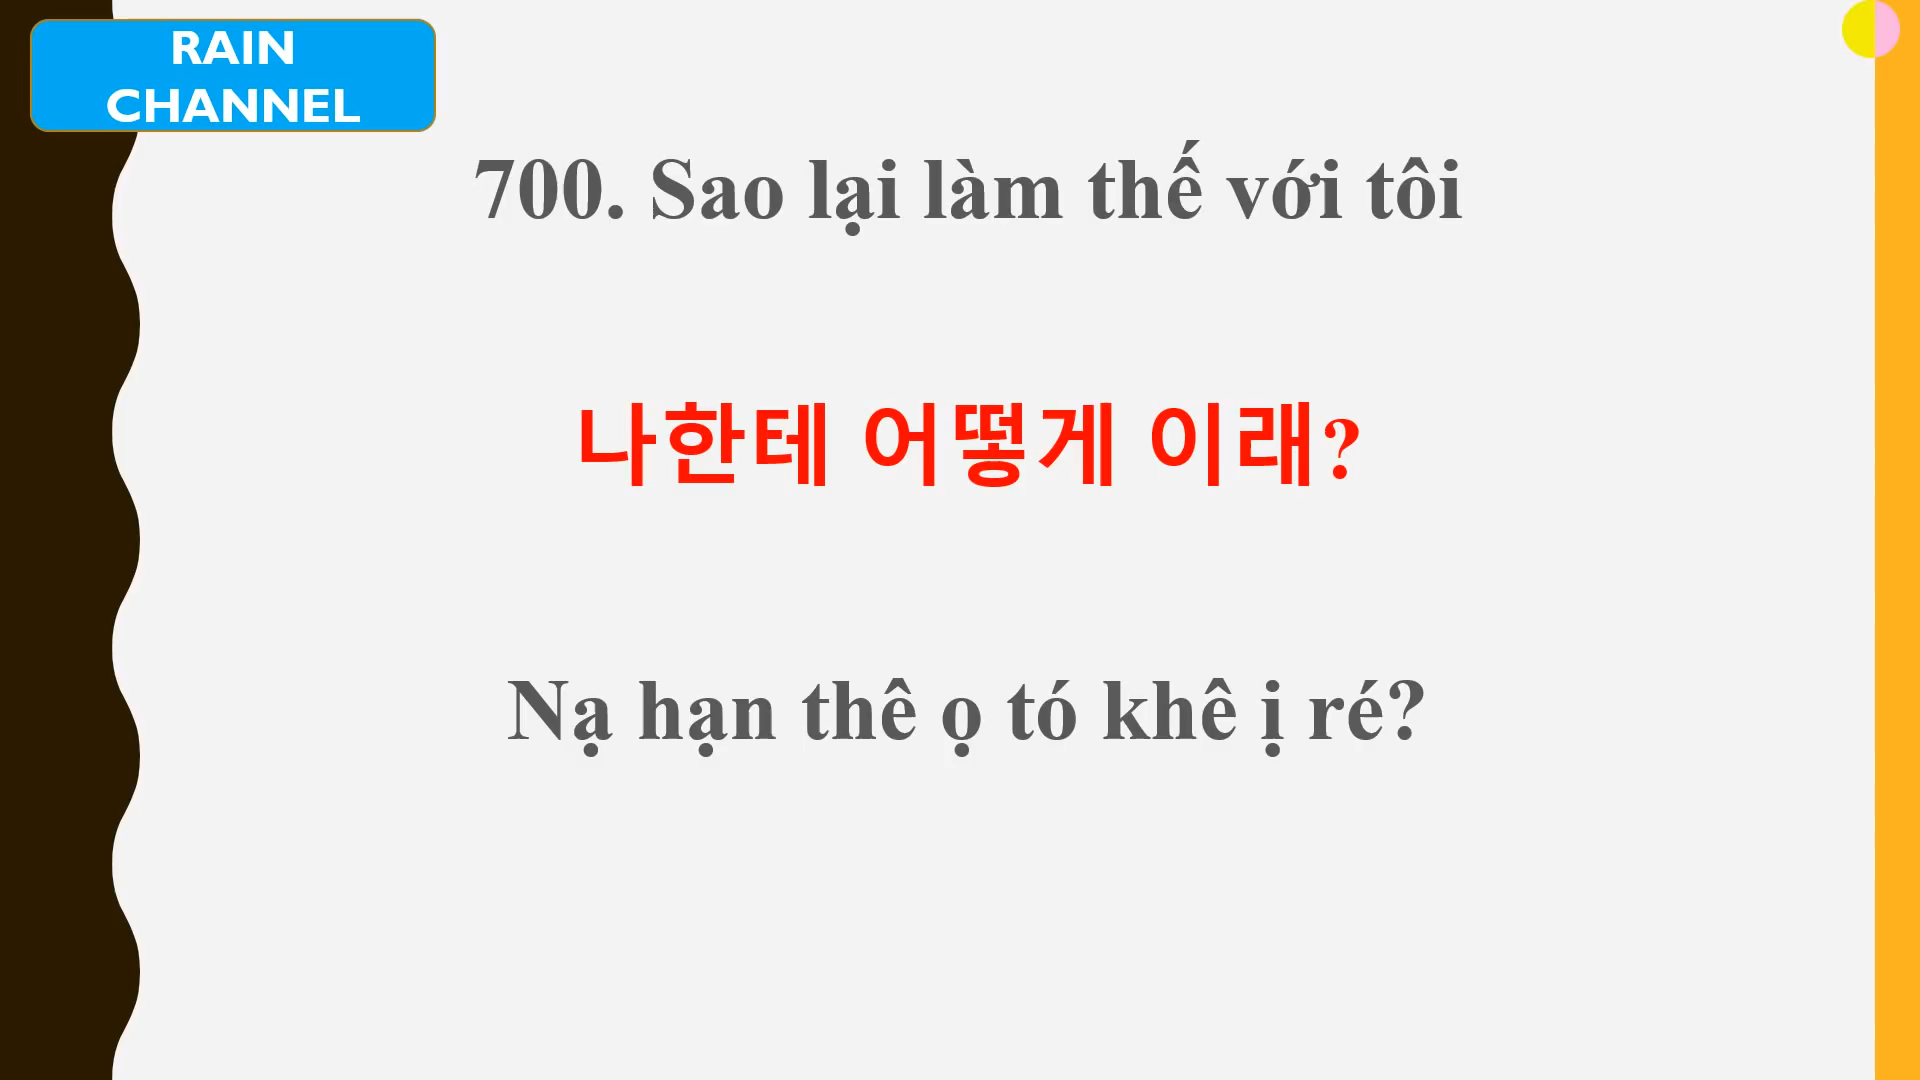 RAIN
CHANNEL
700. Sao lại làm thế với tôi
나한테 어떻게 이래?
Nạ hạn thê ọ tó khê ị ré?